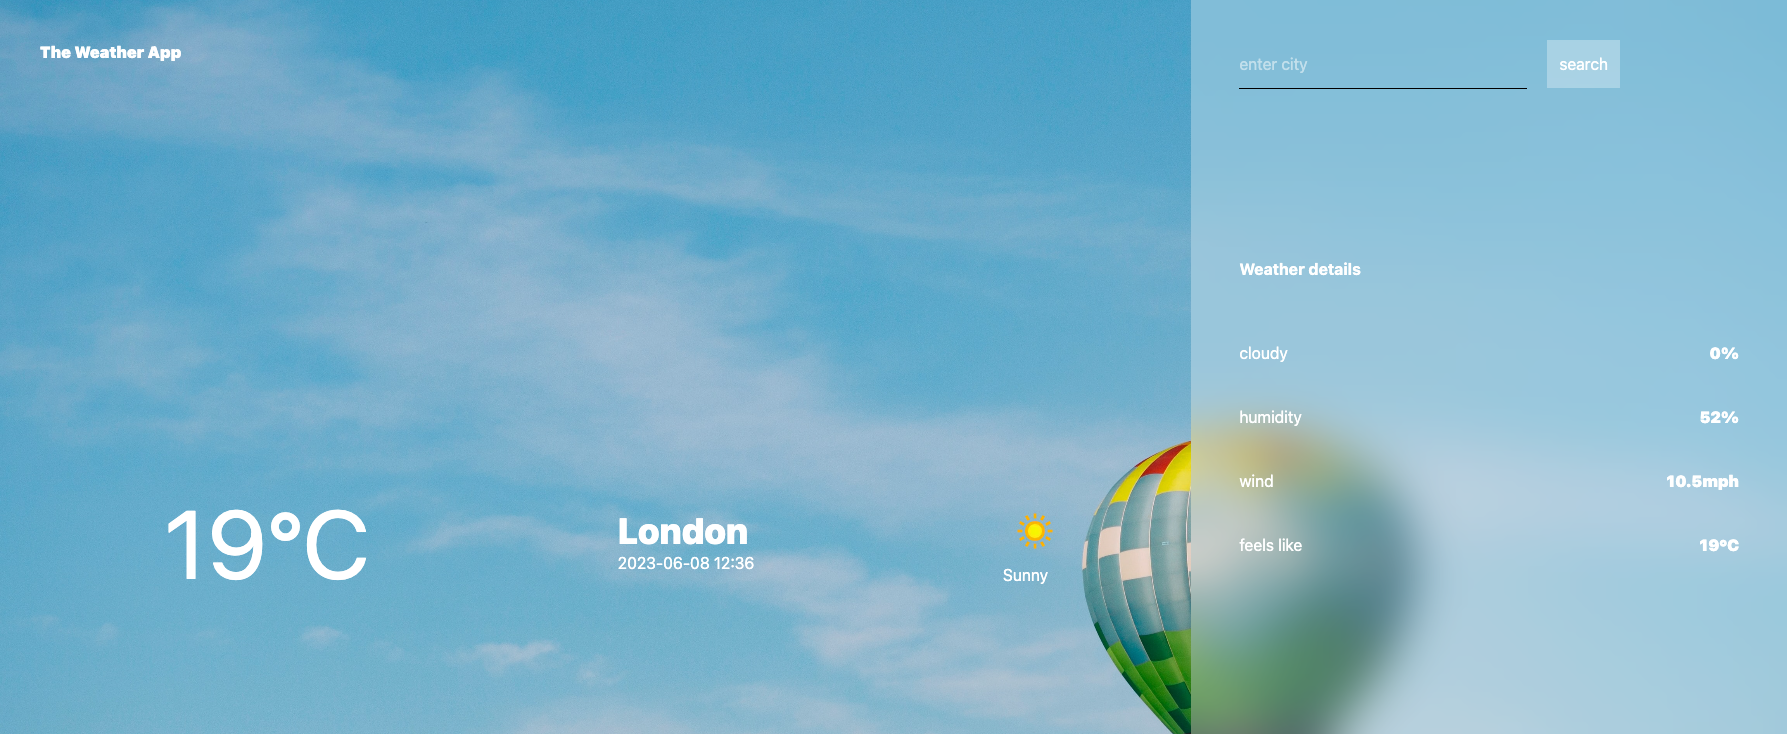 The Weather App
19°C
London
2023-06-08 12:36
Sunny
enter city
search
Weather details
cloudy 0%
humidity 52%
wind 10.5mph
feels like 19°C